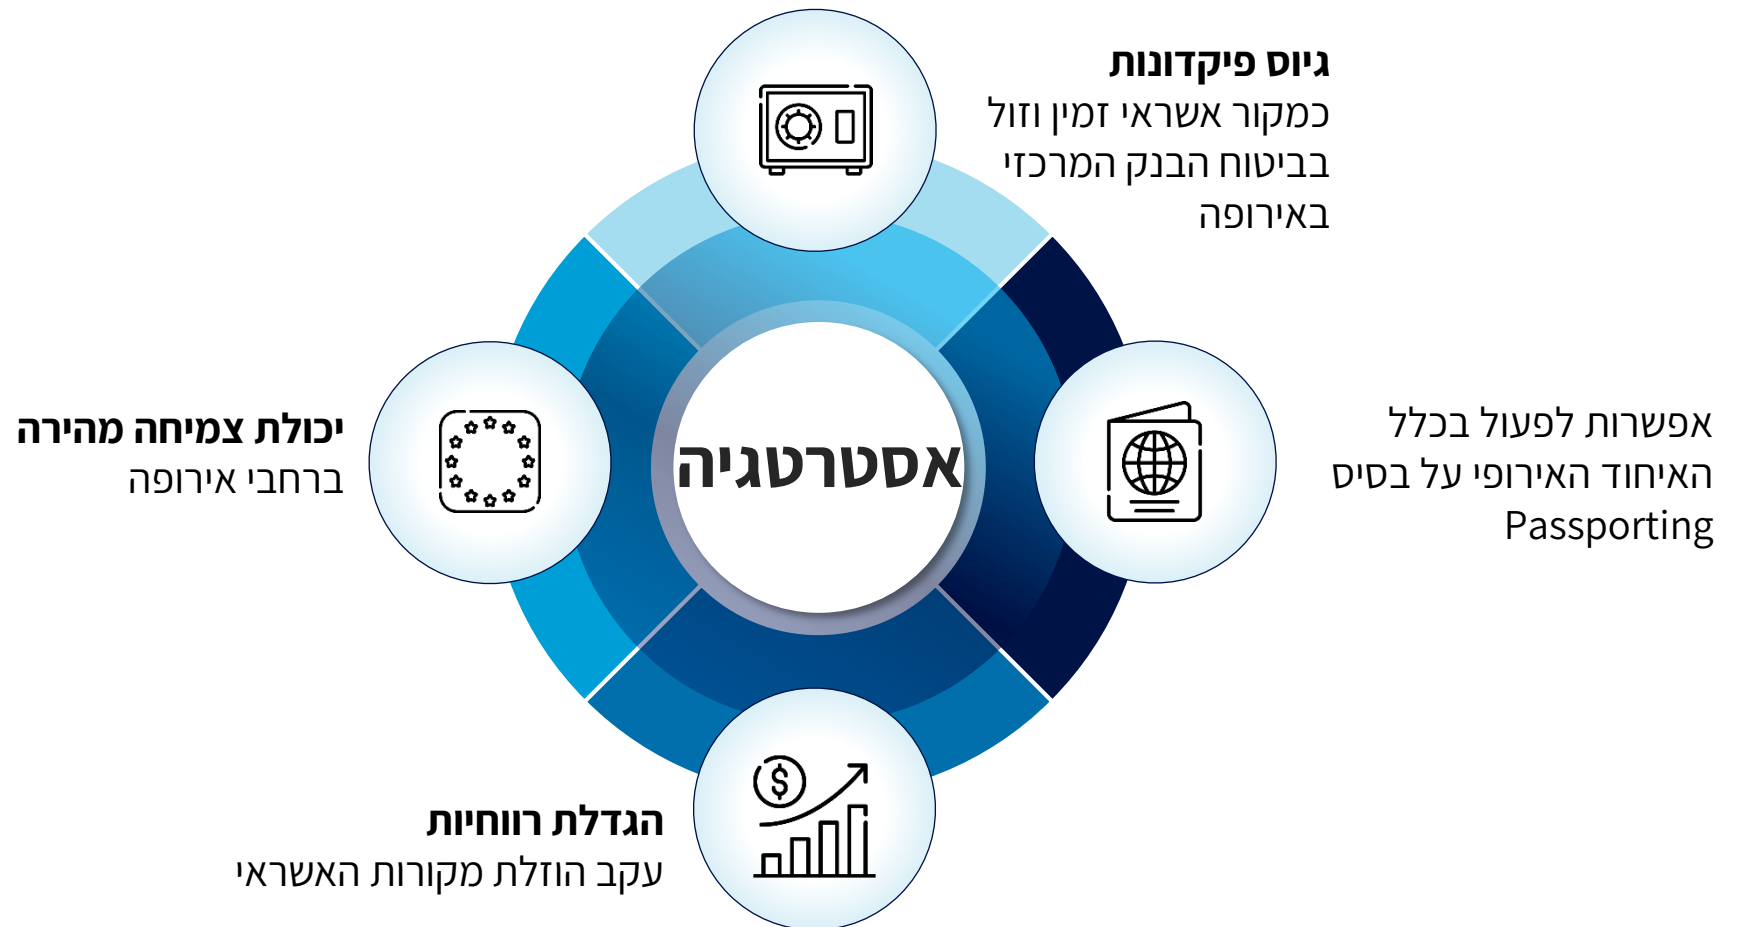 גיוס פיקדונות
כמקור אשראי זמין וזול
בביטוח הבנק המרכזי
באירופה
אפשרות לפעול בכלל
האיחוד האירופי על בסיס
Passporting
אסטרטגיה
יכולת צמיחה מהירה
ברחבי אירופה
הגדלת רווחיות
עקב הוזלת מקורות האשראי
$